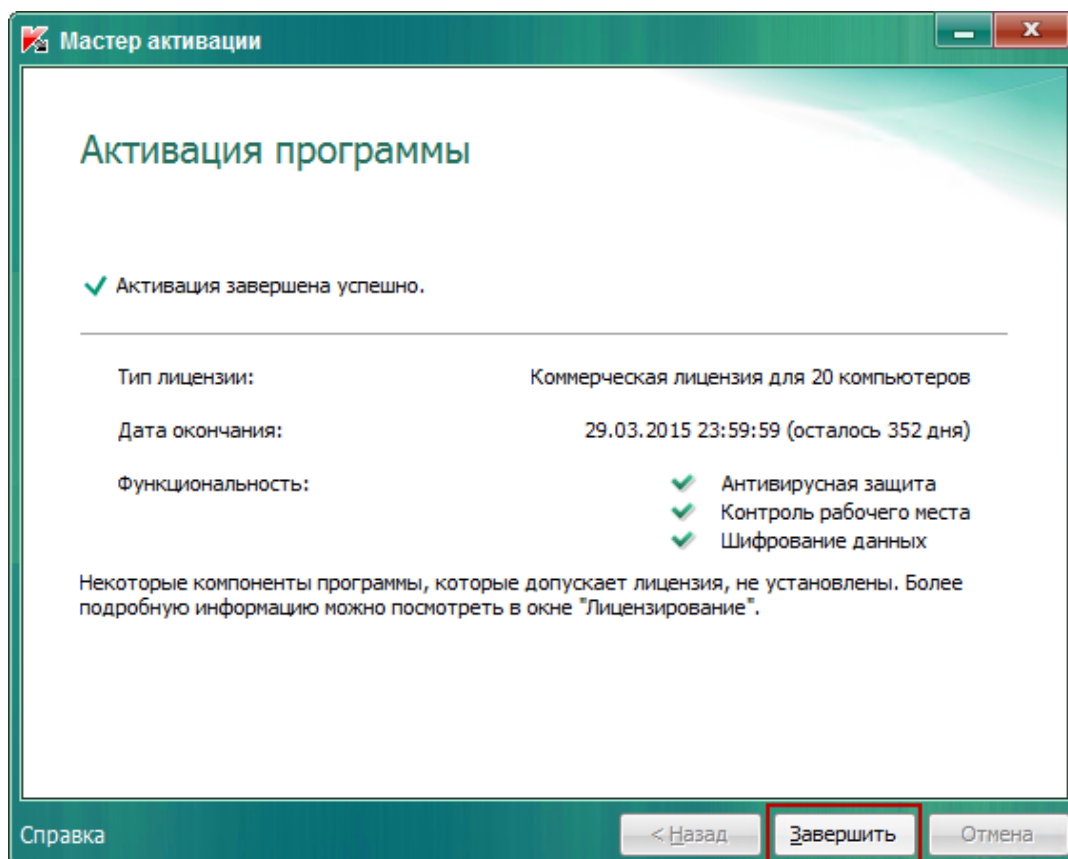 Мастер активации
Активация программы
Активация завершена успешно.
Тип лицензии: Коммерческая лицензия для 20 компьютеров
Дата окончания: 29.03.2015 23:59:59 (осталось 352 дня)
Функциональность: Антивирусная защита
Контроль рабочего места
Шифрование данных
Некоторые компоненты программы, которые допускает лицензия, не установлены. Более
подробную информацию можно посмотреть в окне "Лицензирование".
Справка < Назад Завершить Отмена